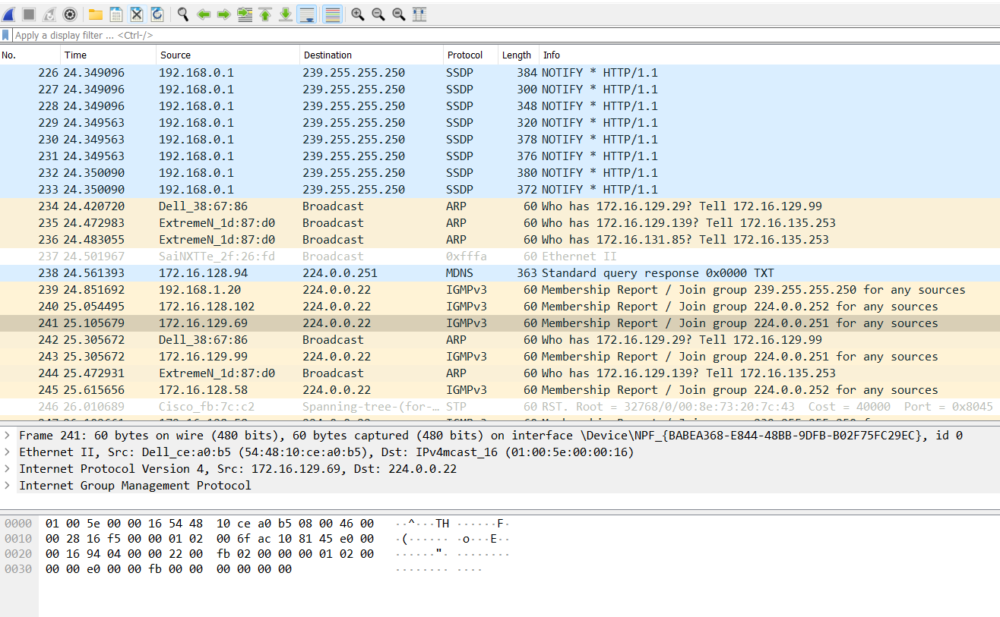 Apply a display filter ... <Ctrl-/>
No. Time Source Destination Protocol Length Info
226 24.349096 192.168.0.1 239.255.255.250 SSDP 384 NOTIFY * HTTP/1.1
227 24.349096 192.168.0.1 239.255.255.250 SSDP 300 NOTIFY * HTTP/1.1
228 24.349096 192.168.0.1 239.255.255.250 SSDP 348 NOTIFY * HTTP/1.1
229 24.349563 192.168.0.1 239.255.255.250 SSDP 320 NOTIFY * HTTP/1.1
230 24.349563 192.168.0.1 239.255.255.250 SSDP 378 NOTIFY * HTTP/1.1
231 24.349563 192.168.0.1 239.255.255.250 SSDP 376 NOTIFY * HTTP/1.1
232 24.350090 192.168.0.1 239.255.255.250 SSDP 380 NOTIFY * HTTP/1.1
233 24.350090 192.168.0.1 239.255.255.250 SSDP 372 NOTIFY * HTTP/1.1
234 24.420720 Dell_38:67:86 Broadcast ARP 60 Who has 172.16.129.29? Tell 172.16.129.99
235 24.472983 ExtremeN_1d:87:d0 Broadcast ARP 60 Who has 172.16.129.139? Tell 172.16.135.253
236 24.483055 ExtremeN_1d:87:d0 Broadcast ARP 60 Who has 172.16.131.85? Tell 172.16.135.253
237 24.501967 SaiNXTTe_2f:26:fd Broadcast 0xfffa 60 Ethernet II
238 24.561393 172.16.128.94 224.0.0.251 MDNS 363 Standard query response 0x0000 TXT
239 24.851692 192.168.1.20 224.0.0.22 IGMPv3 60 Membership Report / Join group 239.255.255.250 for any sources
240 25.054495 172.16.128.102 224.0.0.22 IGMPv3 60 Membership Report / Join group 224.0.0.252 for any sources
241 25.105679 172.16.129.69 224.0.0.22 IGMPv3 60 Membership Report / Join group 224.0.0.251 for any sources
242 25.305672 Dell_38:67:86 Broadcast ARP 60 Who has 172.16.129.29? Tell 172.16.129.99
243 25.305672 172.16.129.99 224.0.0.22 IGMPv3 60 Membership Report / Join group 224.0.0.251 for any sources
244 25.472931 ExtremeN_1d:87:d0 Broadcast ARP 60 Who has 172.16.129.139? Tell 172.16.135.253
245 25.615656 172.16.128.58 224.0.0.22 IGMPv3 60 Membership Report / Join group 224.0.0.252 for any sources
246 26.010689 Cisco_fb:7c:c2 Spanning-tree-(for-… STP 60 RST. Root = 32768/0/00:8e:73:20:7c:43 Cost = 40000 Port = 0x8045
Frame 241: 60 bytes on wire (480 bits), 60 bytes captured (480 bits) on interface \Device\NPF_{BABEA368-E844-48BB-9DFB-B02F75FC29EC}, id 0
Ethernet II, Src: Dell_ce:a0:b5 (54:48:10:ce:a0:b5), Dst: IPv4mcast_16 (01:00:5e:00:00:16)
Internet Protocol Version 4, Src: 172.16.129.69, Dst: 224.0.0.22
Internet Group Management Protocol
0000 01 00 5e 00 00 16 54 48 10 ce a0 b5 08 00 46 00 ··^···TH ······F·
0010 00 28 16 f5 00 00 01 02 00 6f ac 10 81 45 e0 00 ·(······ ·o···E··
0020 00 16 94 04 00 00 22 00 fb 02 00 00 00 01 02 00 ······"· ········
0030 00 00 e0 00 00 fb 00 00 00 00 00 00 ········ ····